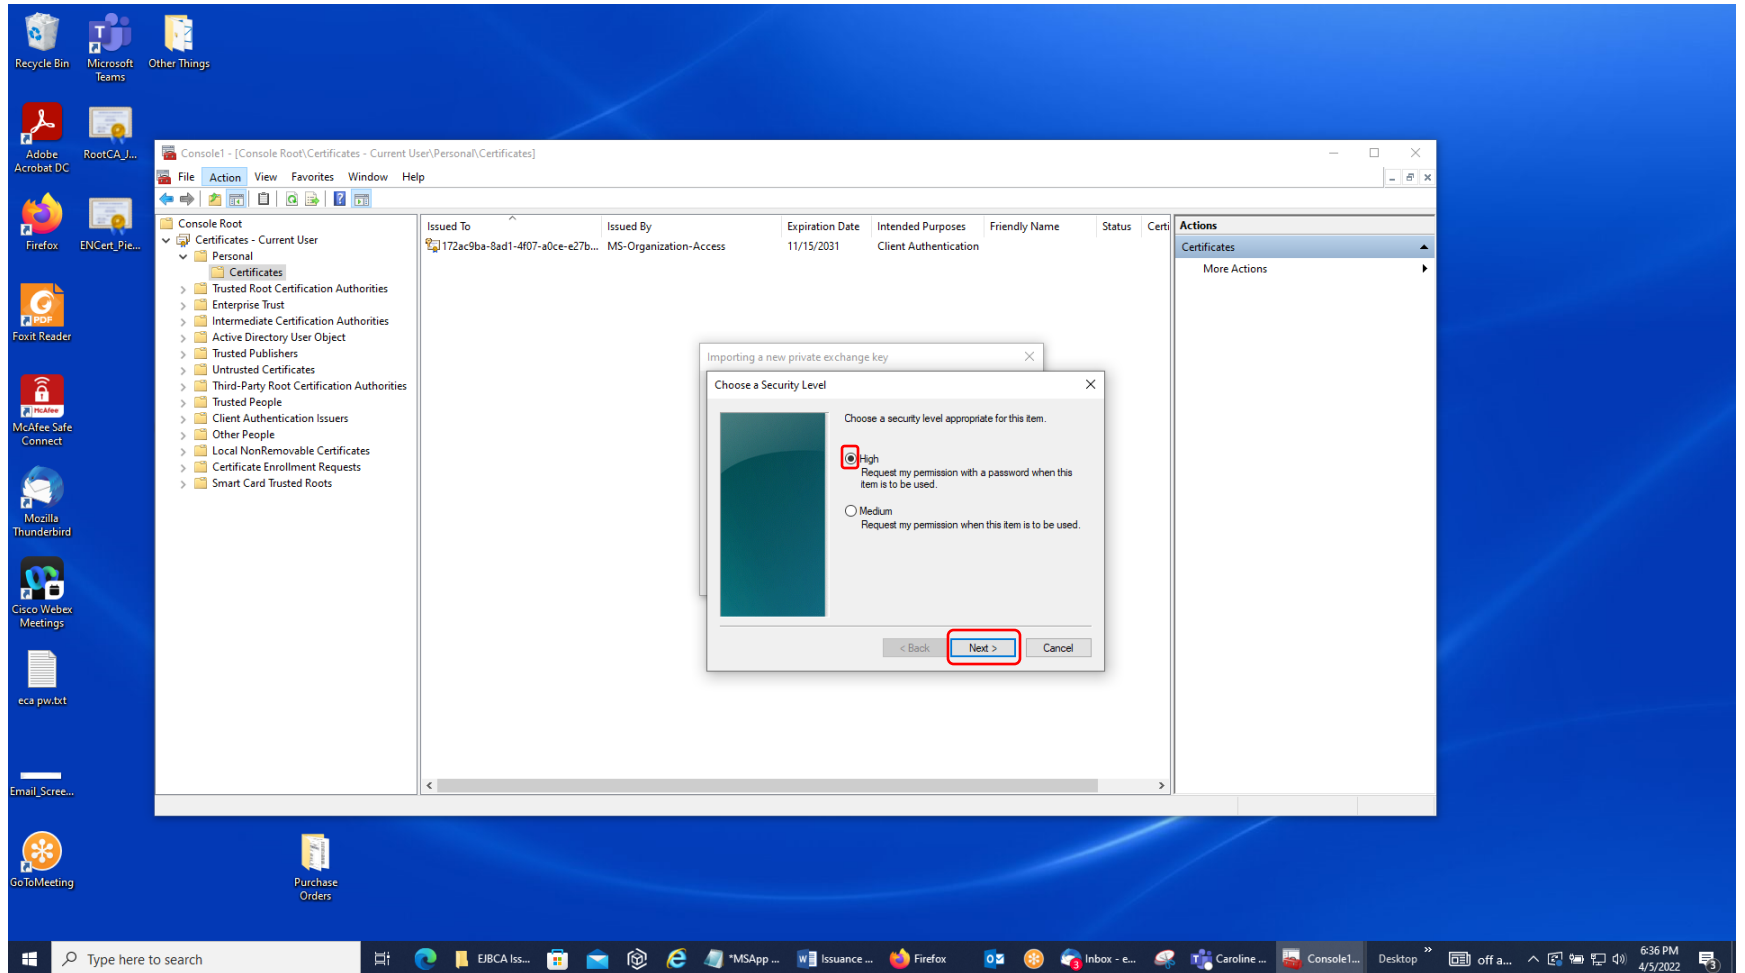 Recycle Bin
Microsoft
Teams
Other Things
Adobe
Acrobat DC
RootCA_J...
Firefox
ENCert_Pie...
PDF
Foxit Reader
McAfee
McAfee Safe
Connect
Mozilla
Thunderbird
Cisco Webex
Meetings
eca pw.txt
Email_Scree...
GoToMeeting
Purchase
Orders
Console1 - [Console Root\Certificates - Current User\Personal\Certificates]
File Action View Favorites Window Help
Console Root
Certificates - Current User
Personal
Certificates
Trusted Root Certification Authorities
Enterprise Trust
Intermediate Certification Authorities
Active Directory User Object
Trusted Publishers
Untrusted Certificates
Third-Party Root Certification Authorities
Trusted People
Client Authentication Issuers
Other People
Local NonRemovable Certificates
Certificate Enrollment Requests
Smart Card Trusted Roots
Issued To Issued By Expiration Date Intended Purposes Friendly Name Status Certi
172ac9ba-8ad1-4f07-a0ce-e27b... MS-Organization-Access 11/15/2031 Client Authentication
Actions
Certificates
More Actions
Importing a new private exchange key
Choose a Security Level
Choose a security level appropriate for this item.
High
Request my permission with a password when this
item is to be used.
Medium
Request my permission when this item is to be used.
< Back Next > Cancel
Type here to search
EJBCA Iss...
*MSApp ...
Issuance ...
Firefox
Inbox - e...
Caroline ...
Console1...
Desktop
off a...
6:36 PM
4/5/2022
3